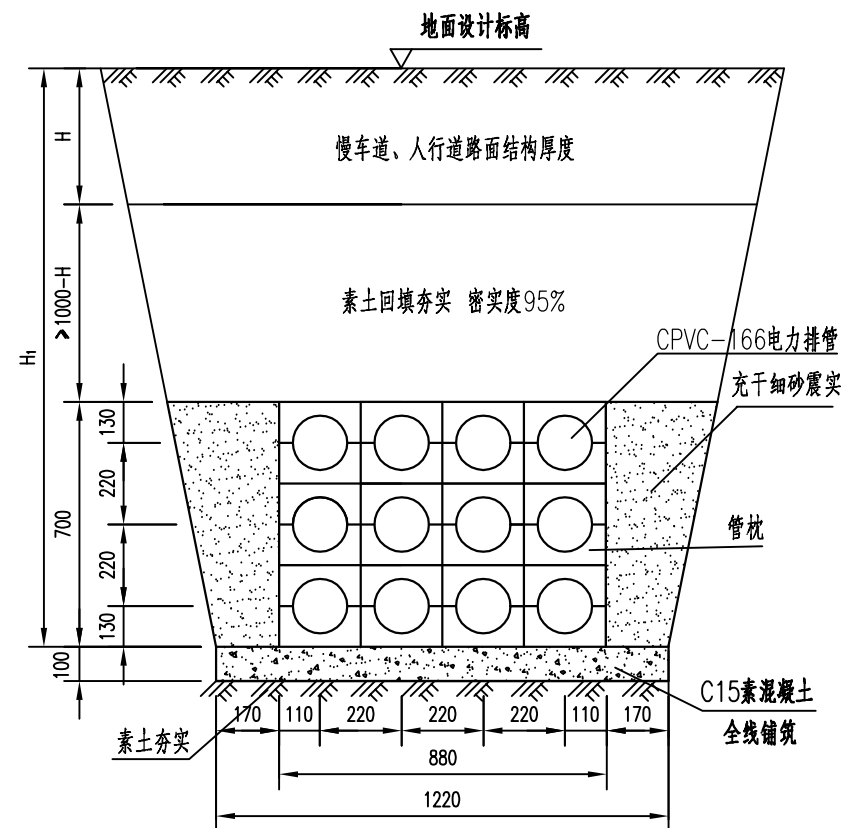 地面设计标高
H
慢车道、人行道路面结构厚度
H₁
>1000-H
素土回填夯实 密实度95%
CPVC-166电力排管
充干细砂震实
700
130
220
220
130
管枕
100
C15素混凝土
全线铺筑
素土夯实
170 110 220 220 220 110 170
880
1220